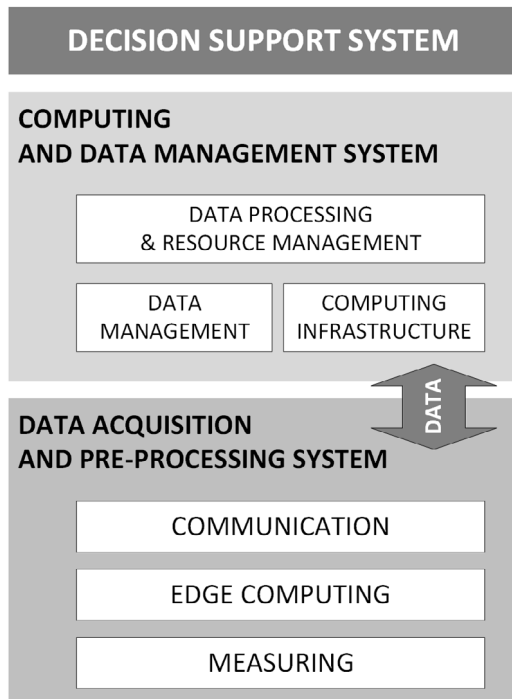 DECISION SUPPORT SYSTEM
COMPUTING
AND DATA MANAGEMENT SYSTEM
DATA PROCESSING
& RESOURCE MANAGEMENT
DATA
MANAGEMENT
COMPUTING
INFRASTRUCTURE
DATA
DATA ACQUISITION
AND PRE-PROCESSING SYSTEM
COMMUNICATION
EDGE COMPUTING
MEASURING